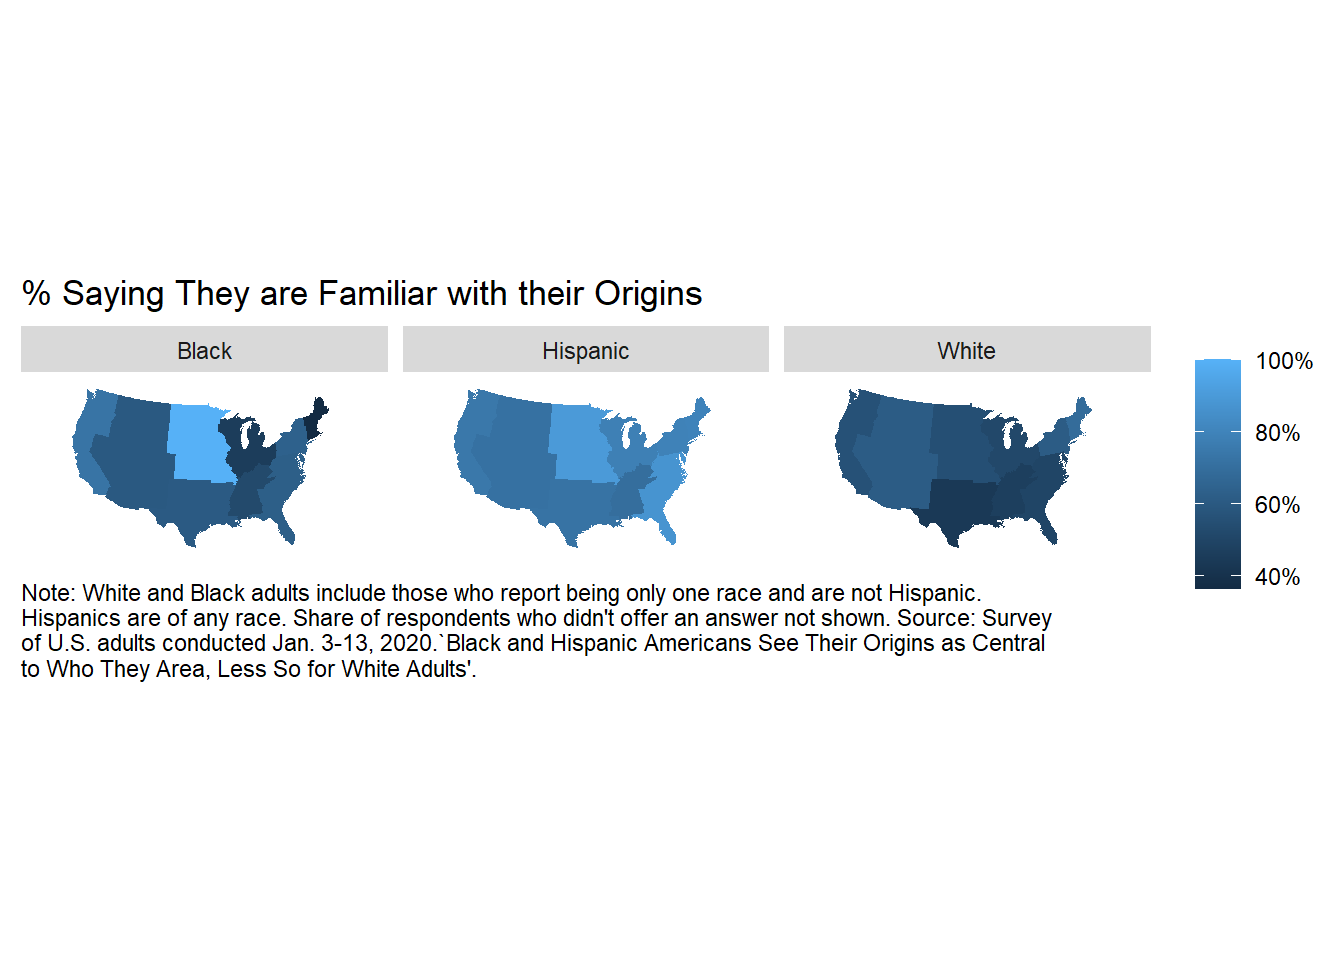 % Saying They are Familiar with their Origins
Black
Hispanic
White
100%
80%
60%
40%
Note: White and Black adults include those who report being only one race and are not Hispanic.
Hispanics are of any race. Share of respondents who didn't offer an answer not shown. Source: Survey
of U.S. adults conducted Jan. 3-13, 2020.`Black and Hispanic Americans See Their Origins as Central
to Who They Area, Less So for White Adults'.